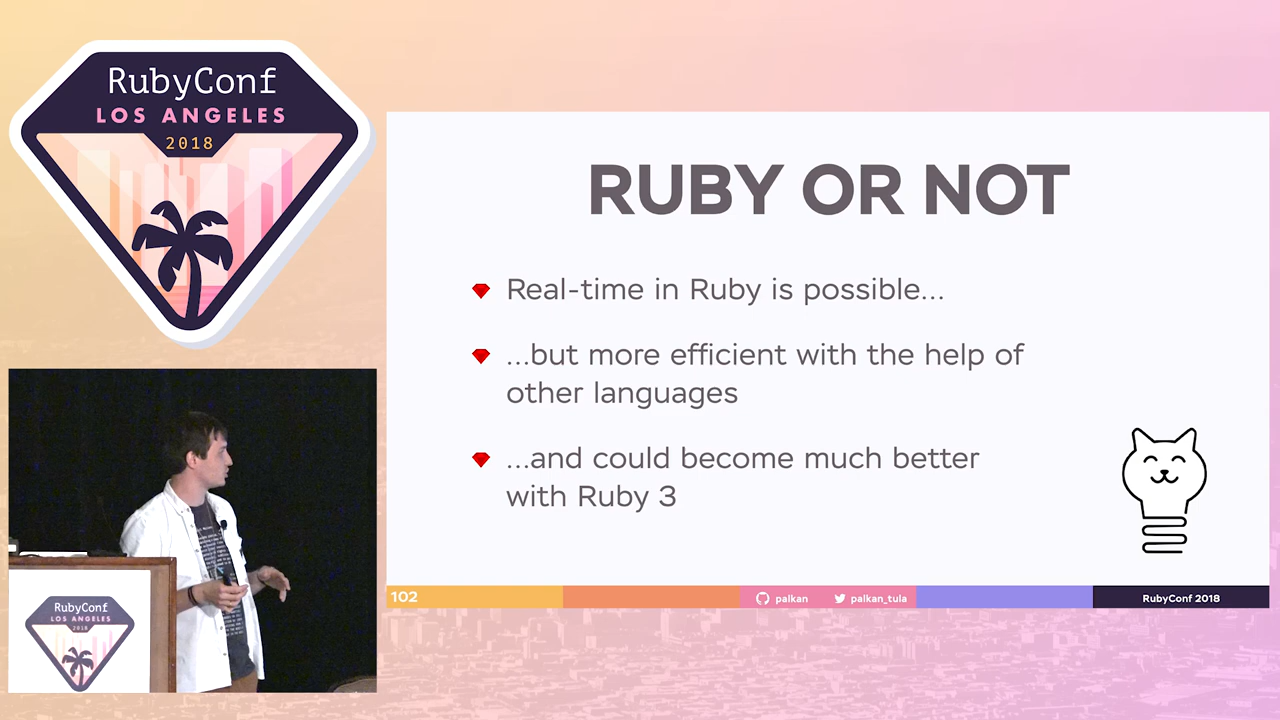 RubyConf
LOS ANGELES
2018
RUBY OR NOT
Real-time in Ruby is possible...
...but more efficient with the help of
other languages
...and could become much better
with Ruby 3
102
palkan
palkan_tula
RubyConf 2018
RubyConf
LOS ANGELES
2018